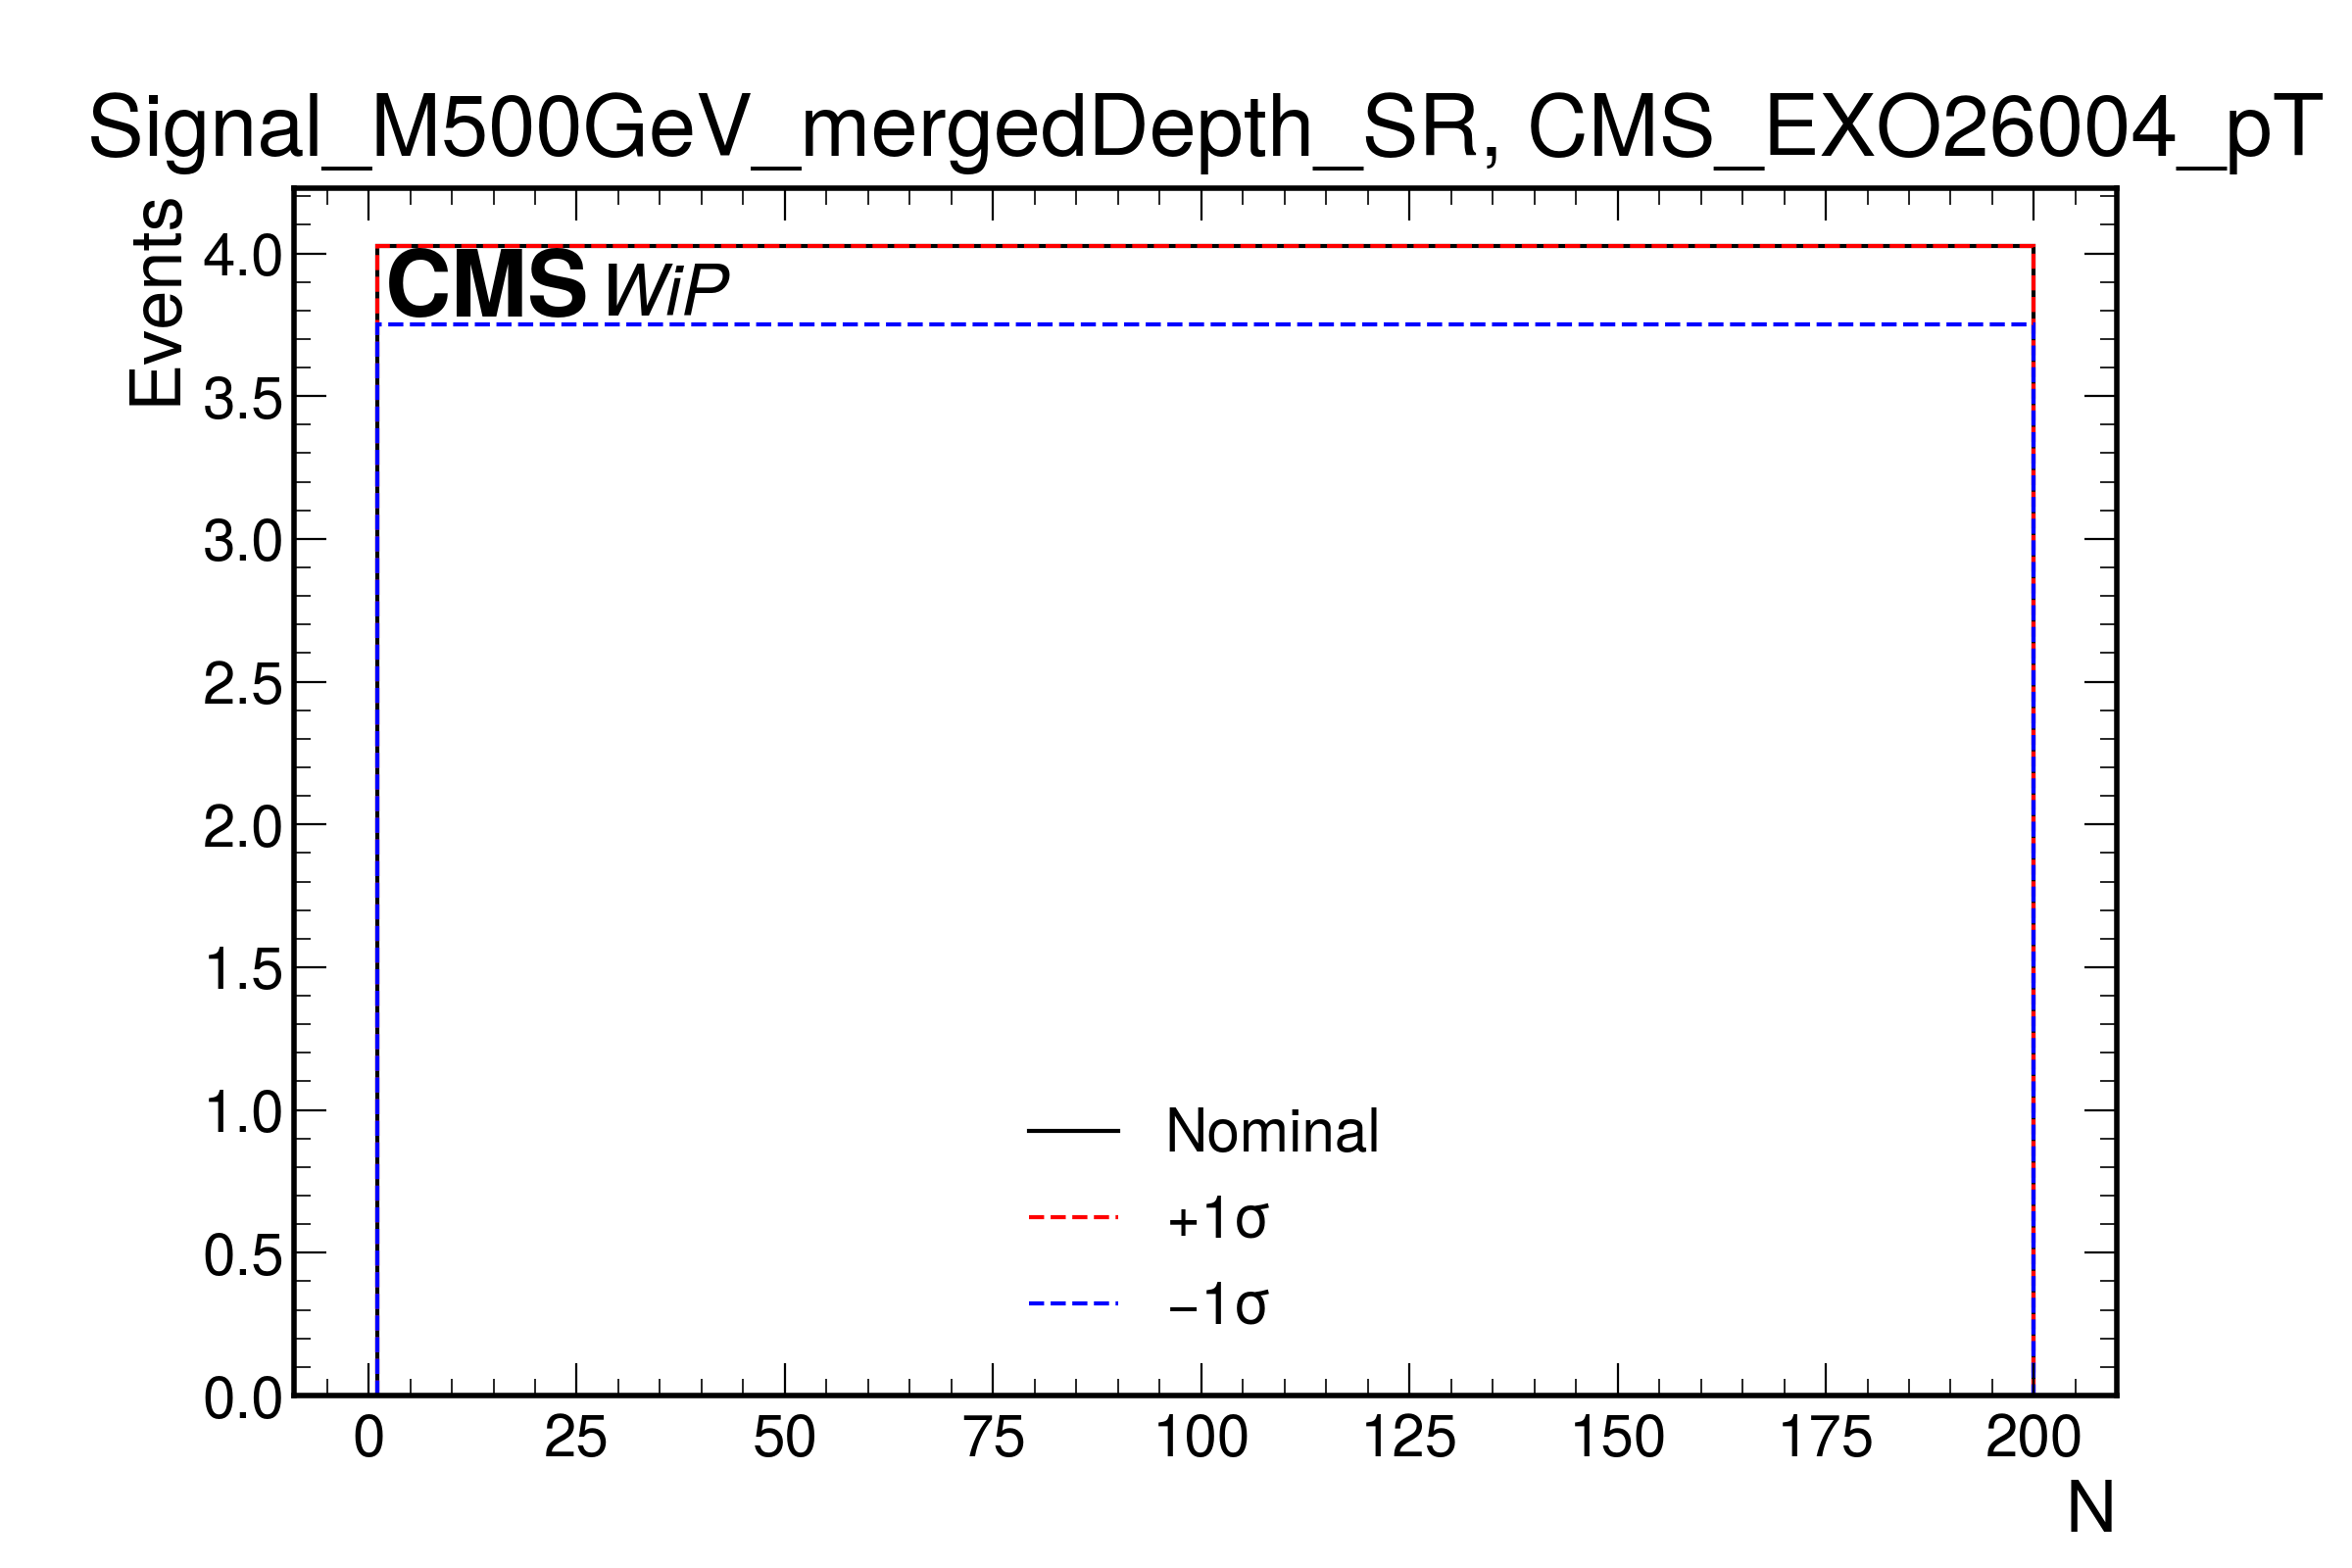 Signal_M500GeV_mergedDepth_SR, CMS_EXO26004_pT
Events
CMS WiP
4.0
3.5
3.0
2.5
2.0
1.5
1.0
0.5
0.0
Nominal
+1σ
−1σ
0 25 50 75 100 125 150 175 200
N